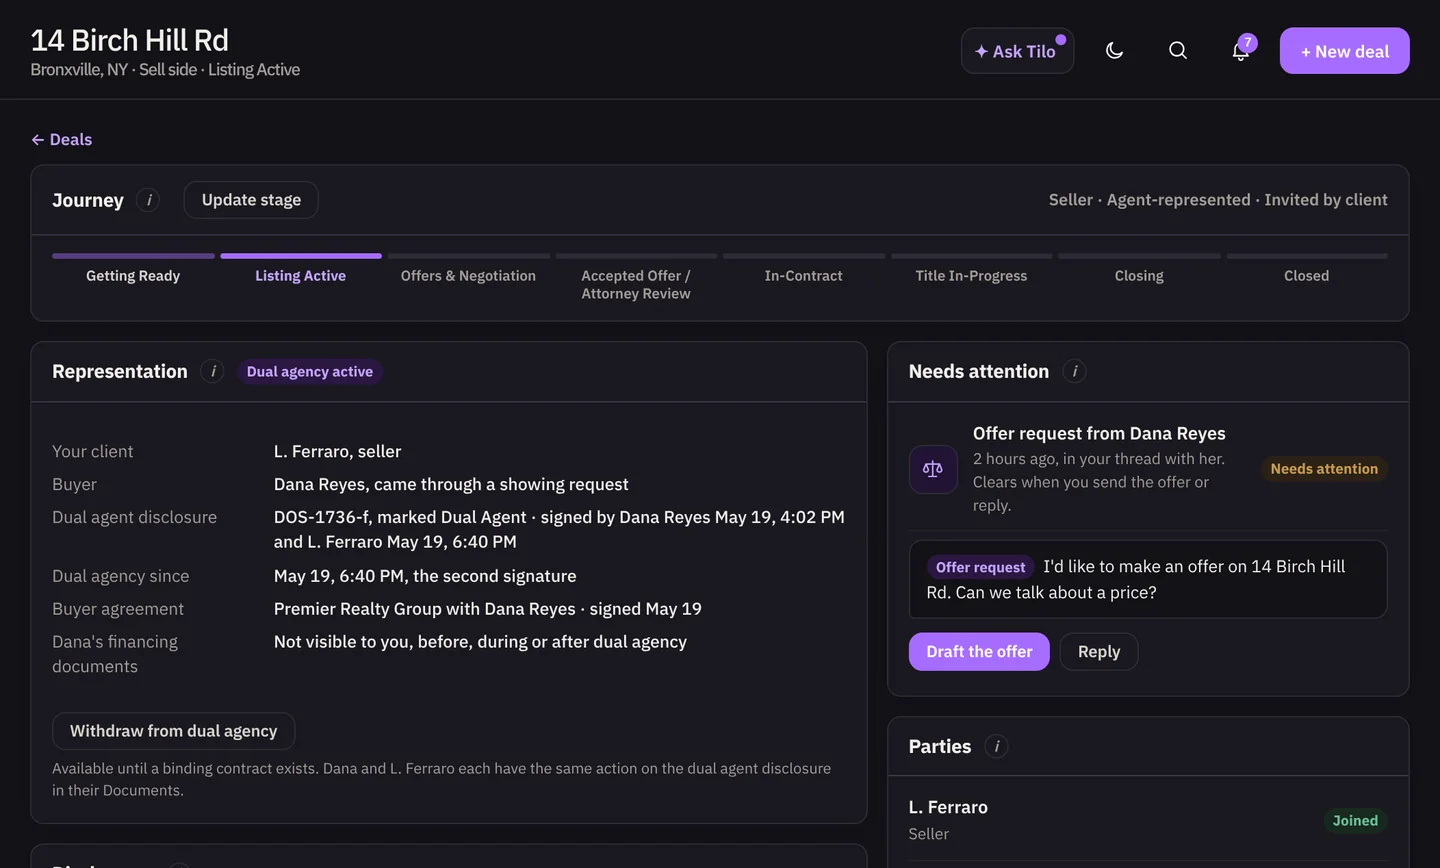 14 Birch Hill Rd
Bronxville, NY · Sell side · Listing Active
Ask Tilo
7
+ New deal
← Deals
Journey
i
Update stage
Seller · Agent-represented · Invited by client
Getting Ready
Listing Active
Offers & Negotiation
Accepted Offer /
Attorney Review
In-Contract
Title In-Progress
Closing
Closed
Representation
i
Dual agency active
Your client
L. Ferraro, seller
Buyer
Dana Reyes, came through a showing request
Dual agent disclosure
DOS-1736-f, marked Dual Agent · signed by Dana Reyes May 19, 4:02 PM
and L. Ferraro May 19, 6:40 PM
Dual agency since
May 19, 6:40 PM, the second signature
Buyer agreement
Premier Realty Group with Dana Reyes · signed May 19
Dana's financing
documents
Not visible to you, before, during or after dual agency
Withdraw from dual agency
Available until a binding contract exists. Dana and L. Ferraro each have the same action on the dual agent disclosure
in their Documents.
Needs attention
i
Offer request from Dana Reyes
2 hours ago, in your thread with her.
Clears when you send the offer or
reply.
Needs attention
Offer request I'd like to make an offer on 14 Birch Hill
Rd. Can we talk about a price?
Draft the offer
Reply
Parties
i
L. Ferraro
Seller
Joined